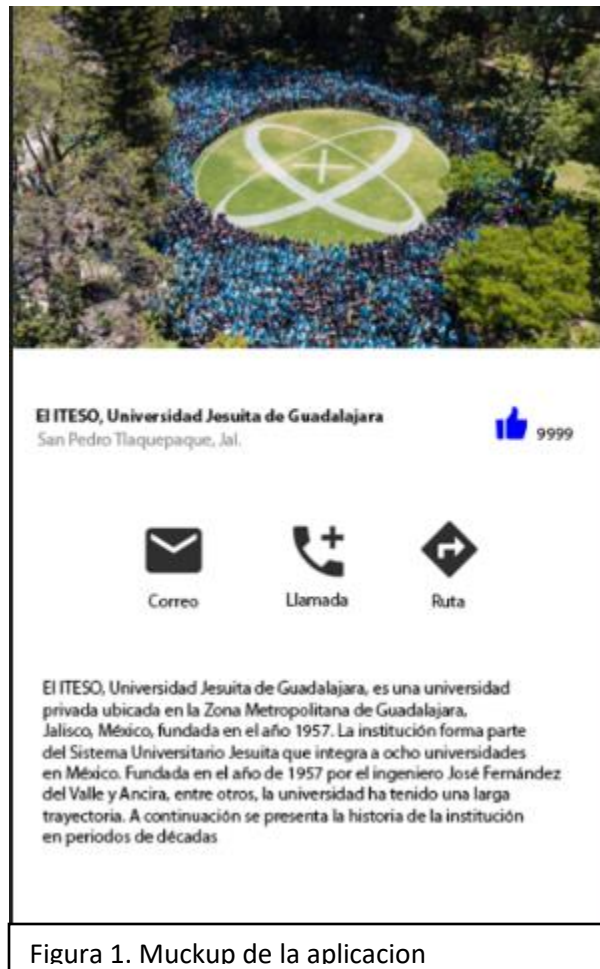 El ITESO, Universidad Jesuita de Guadalajara
San Pedro Tlaquepaque, Jal.
9999
Correo
Llamada
Ruta
El ITESO, Universidad Jesuita de Guadalajara, es una universidad
privada ubicada en la Zona Metropolitana de Guadalajara,
Jalisco, México, fundada en el año 1957. La institución forma parte
del Sistema Universitario Jesuita que integra a ocho universidades
en México. Fundada en el año de 1957 por el ingeniero José Fernández
del Valle y Ancira, entre otros, la universidad ha tenido una larga
trayectoria. A continuación se presenta la historia de la institución
en periodos de décadas
Figura 1. Muckup de la aplicacion